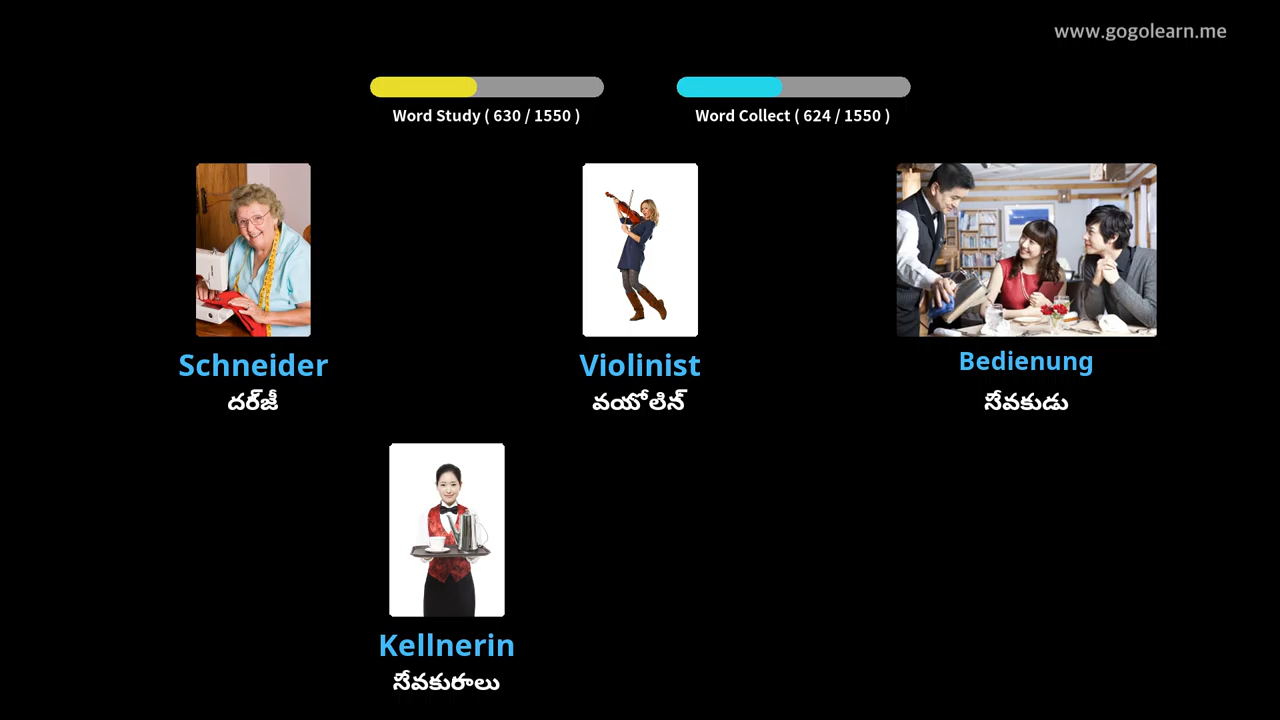 www.gogolearn.me
Word Study ( 630 / 1550 )
Word Collect ( 624 / 1550 )
Schneider
Violinist
Bedienung
దర్‌జీ
వయోలిన్
సేవకుడు
Kellnerin
సేవకురాలు